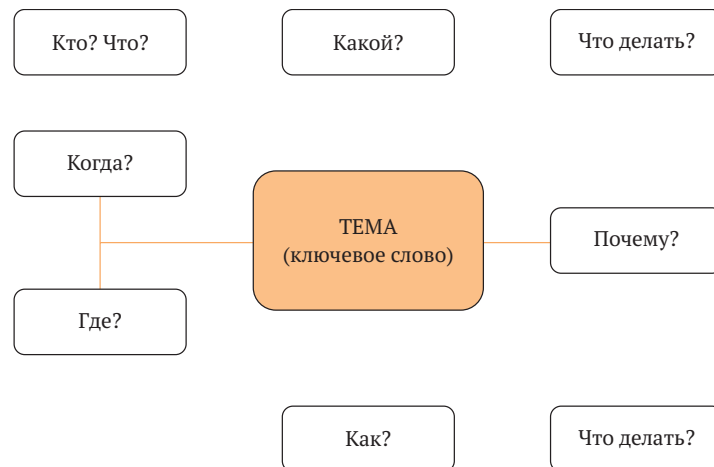 Кто? Что?
Какой?
Что делать?
Когда?
ТЕМА
(ключевое слово)
Почему?
Где?
Как?
Что делать?